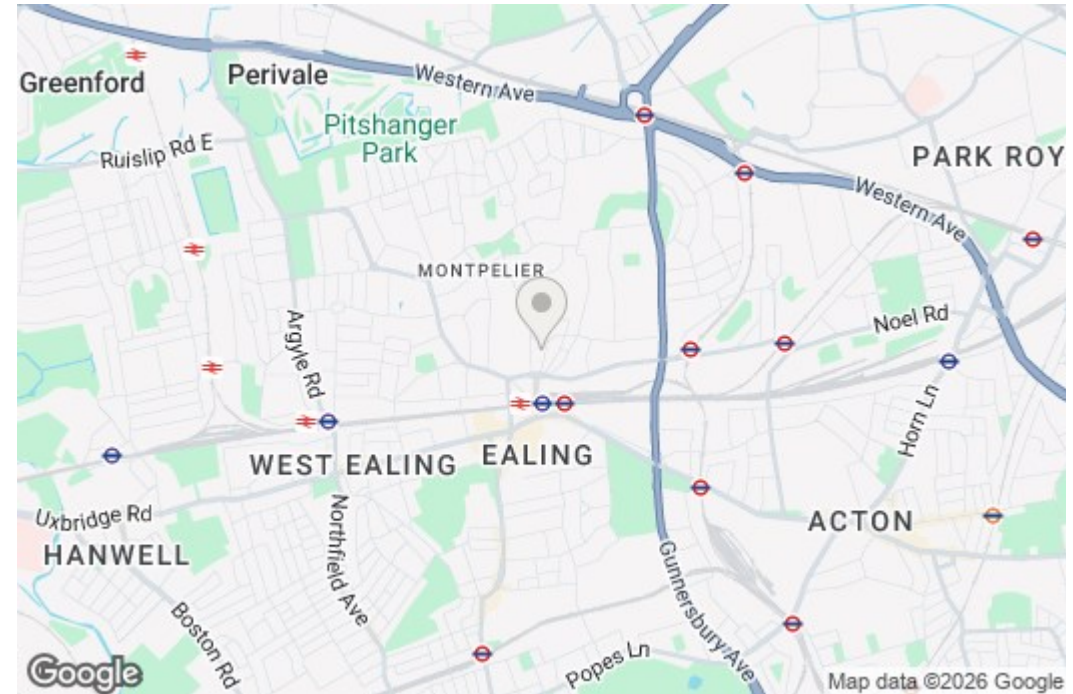 Greenford
Perivale
Western Ave
Pitshanger
Park
Ruislip Rd E
PARK ROY
Western Ave
MONTPELIER
Argyle Rd
Noel Rd
Horn Ln
WEST EALING
EALING
Uxbridge Rd
HANWELL
Northfield Ave
ACTON
Gunnersbury Ave
Boston Rd
Popes Ln
Google
Map data ©2026 Google